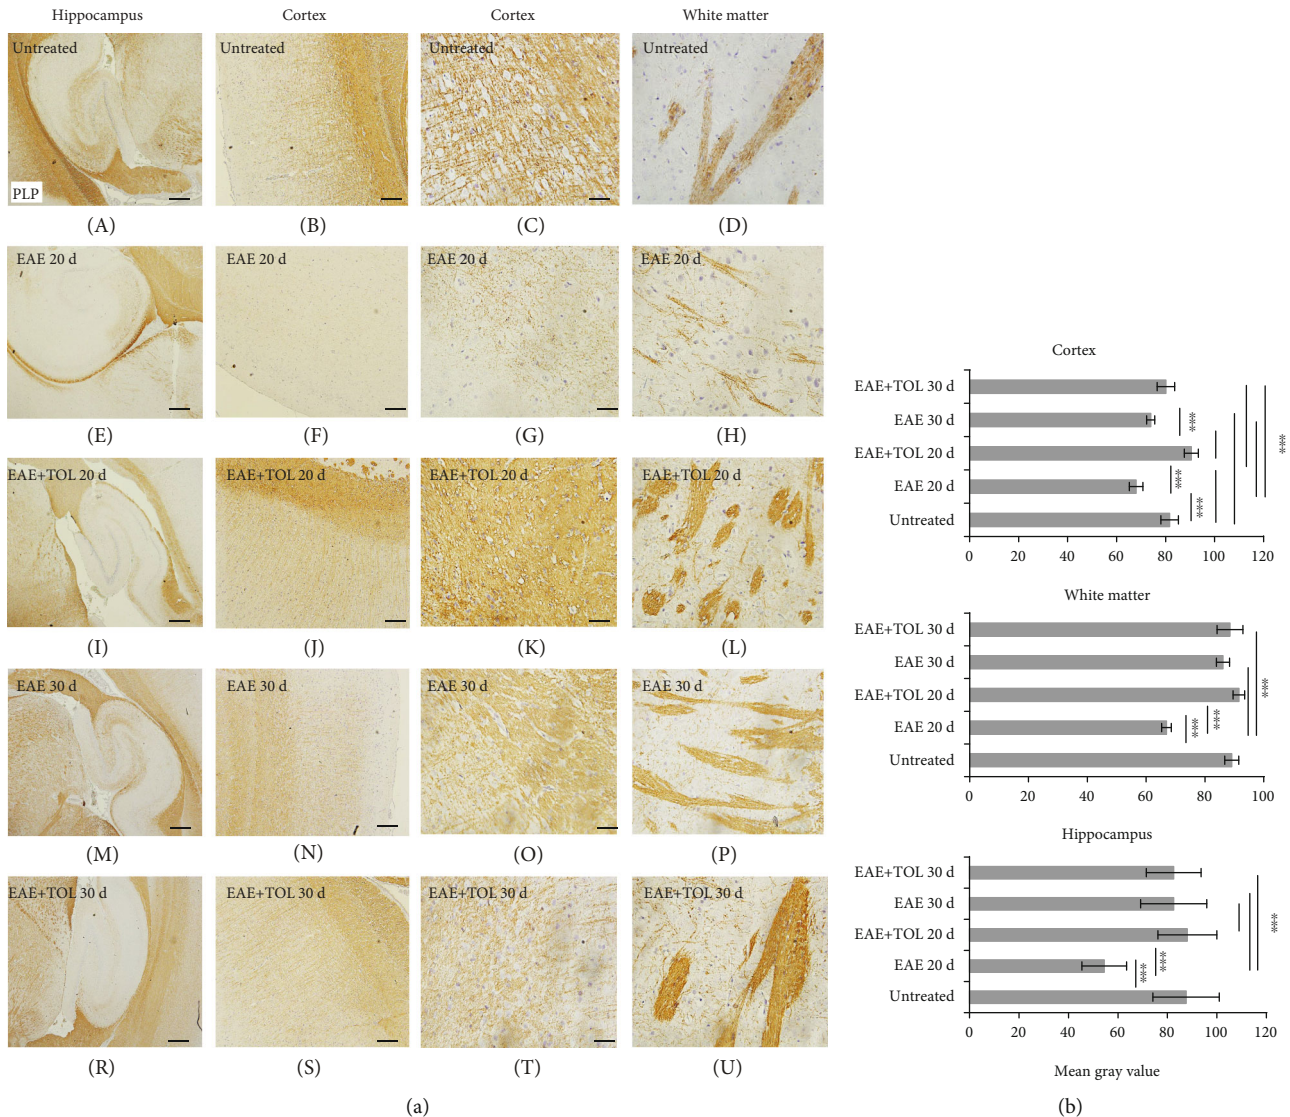 Hippocampus Cortex Cortex White matter
Untreated Untreated Untreated Untreated
PLP
(A) (B) (C) (D)
EAE 20 d EAE 20 d EAE 20 d EAE 20 d
(E) (F) (G) (H)
EAE+TOL 20 d EAE+TOL 20 d EAE+TOL 20 d EAE+TOL 20 d
(I) (J) (K) (L)
EAE 30 d EAE 30 d EAE 30 d EAE 30 d
(M) (N) (O) (P)
EAE+TOL 30 d EAE+TOL 30 d EAE+TOL 30 d EAE+TOL 30 d
(R) (S) (T) (U)
(a)
Cortex
EAE+TOL 30 d
EAE 30 d
***
***
EAE+TOL 20 d
EAE 20 d
***
***
Untreated
0 20 40 60 80 100 120
White matter
EAE+TOL 30 d
EAE 30 d
***
EAE+TOL 20 d
EAE 20 d
*** ***
Untreated
0 20 40 60 80 100
Hippocampus
EAE+TOL 30 d
EAE 30 d
***
EAE+TOL 20 d
EAE 20 d
*** ***
Untreated
0 20 40 60 80 100 120
Mean gray value
(b)